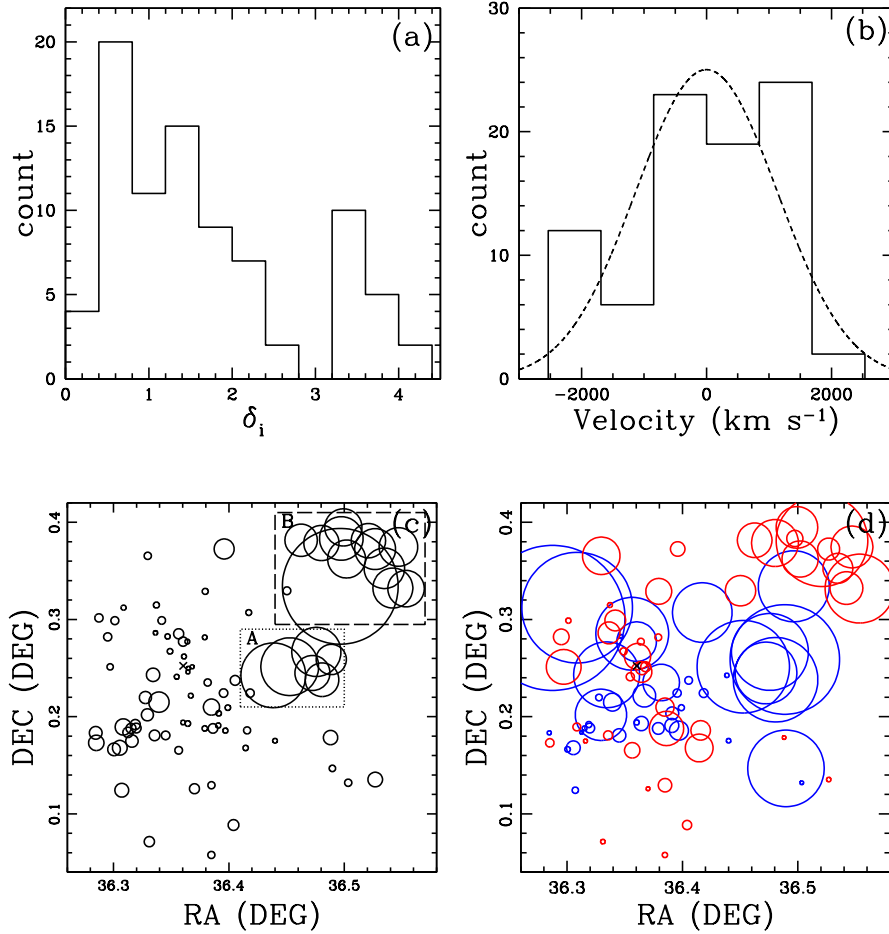 (a)
20
15
10
5
0
count
0 1 2 3 4
δi
(b)
30
20
10
0
count
-2000 0 2000
Velocity (km s⁻¹)
(c)
B
A
0.4
0.3
0.2
0.1
DEC (DEG)
36.3 36.4 36.5
RA (DEG)
(d)
0.4
0.3
0.2
0.1
DEC (DEG)
36.3 36.4 36.5
RA (DEG)